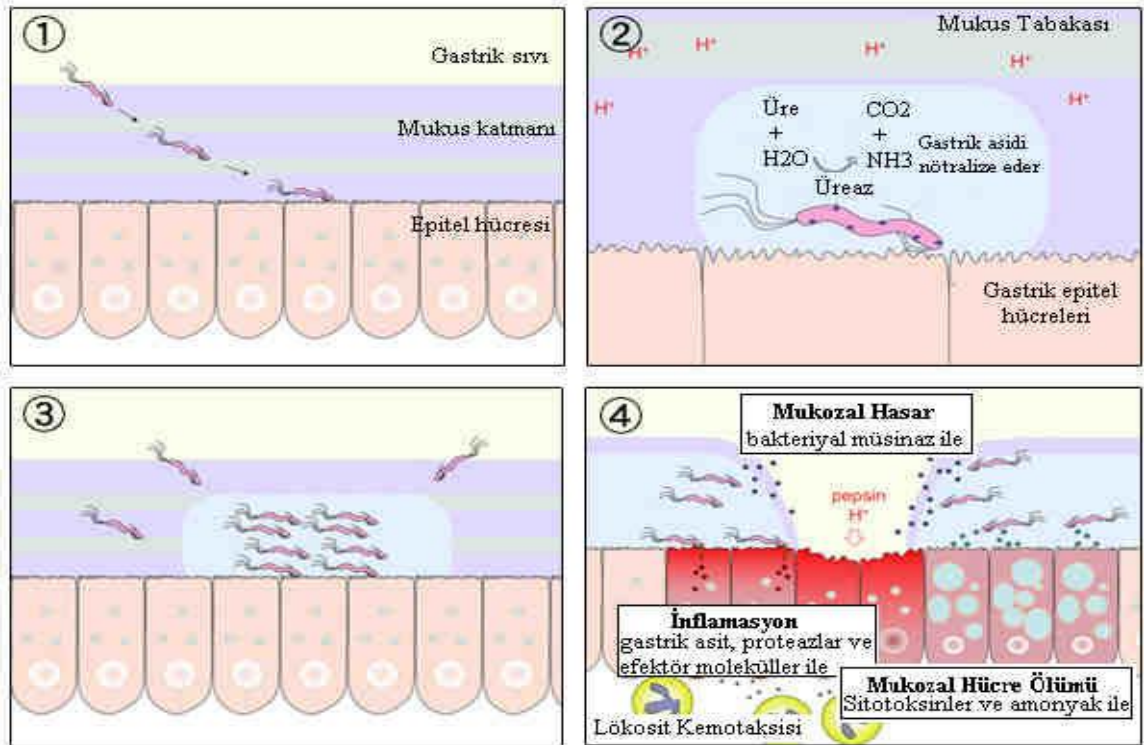 ①
Gastrik sıvı
Mukus katmanı
Epitel hücresi
②
Mukus Tabakası
H⁺ H⁺ H⁺ H⁺
H⁺ H⁺
Üre CO2
+ +
H2O NH3
Gastrik asidi
nötralize eder
Üreaz
Gastrik epitel
hücreleri
③
④
Mukozal Hasar
bakteriyal müsinaz ile
pepsin
H⁺
İnflamasyon
gastrik asit, proteazlar ve
efektör moleküller ile
Mukozal Hücre Ölümü
Sitotoksinler ve amonyak ile
Lökosit Kemotaksisi